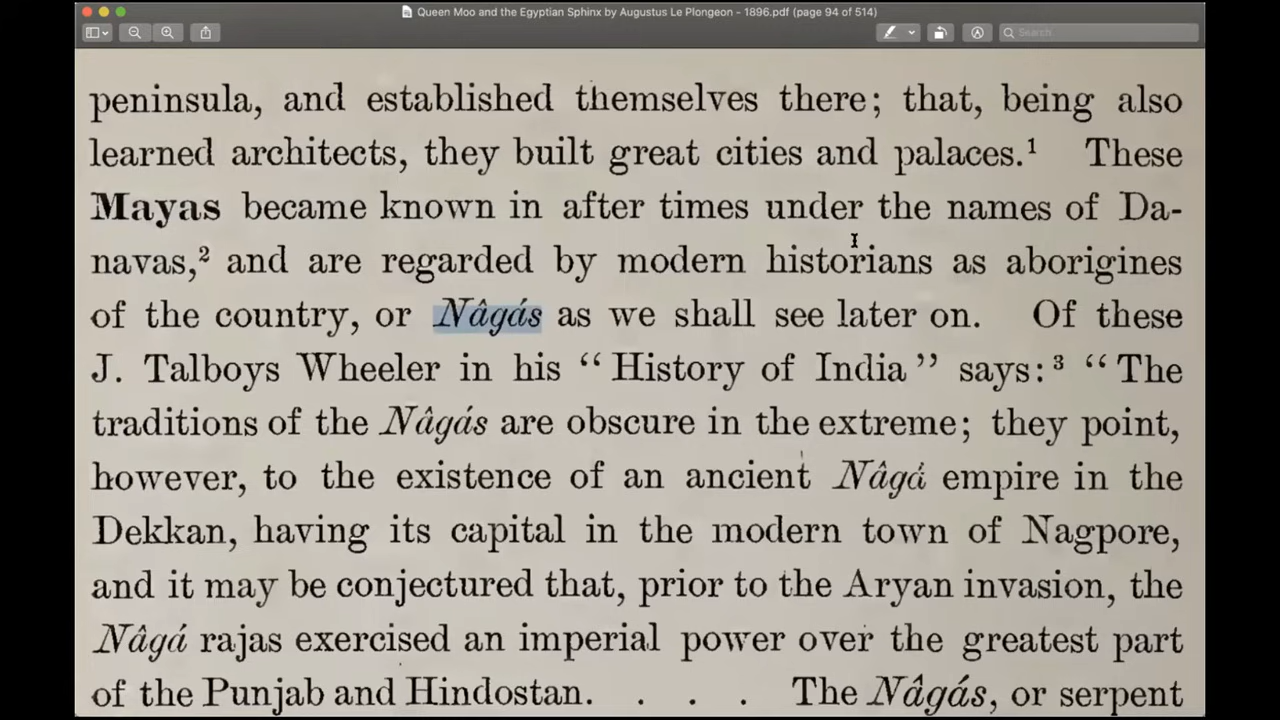 Queen Moo and the Egyptian Sphinx by Augustus Le Plongeon - 1896.pdf (page 94 of 514)
Search
peninsula, and established themselves there; that, being also
learned architects, they built great cities and palaces.¹ These
Mayas became known in after times under the names of Da-
navas,² and are regarded by modern historians as aborigines
of the country, or Nâgás as we shall see later on. Of these
J. Talboys Wheeler in his “History of India” says:³ “The
traditions of the Nâgás are obscure in the extreme; they point,
however, to the existence of an ancient Nâgá empire in the
Dekkan, having its capital in the modern town of Nagpore,
and it may be conjectured that, prior to the Aryan invasion, the
Nâgá rajas exercised an imperial power over the greatest part
of the Punjab and Hindostan. . . . The Nâgás, or serpent